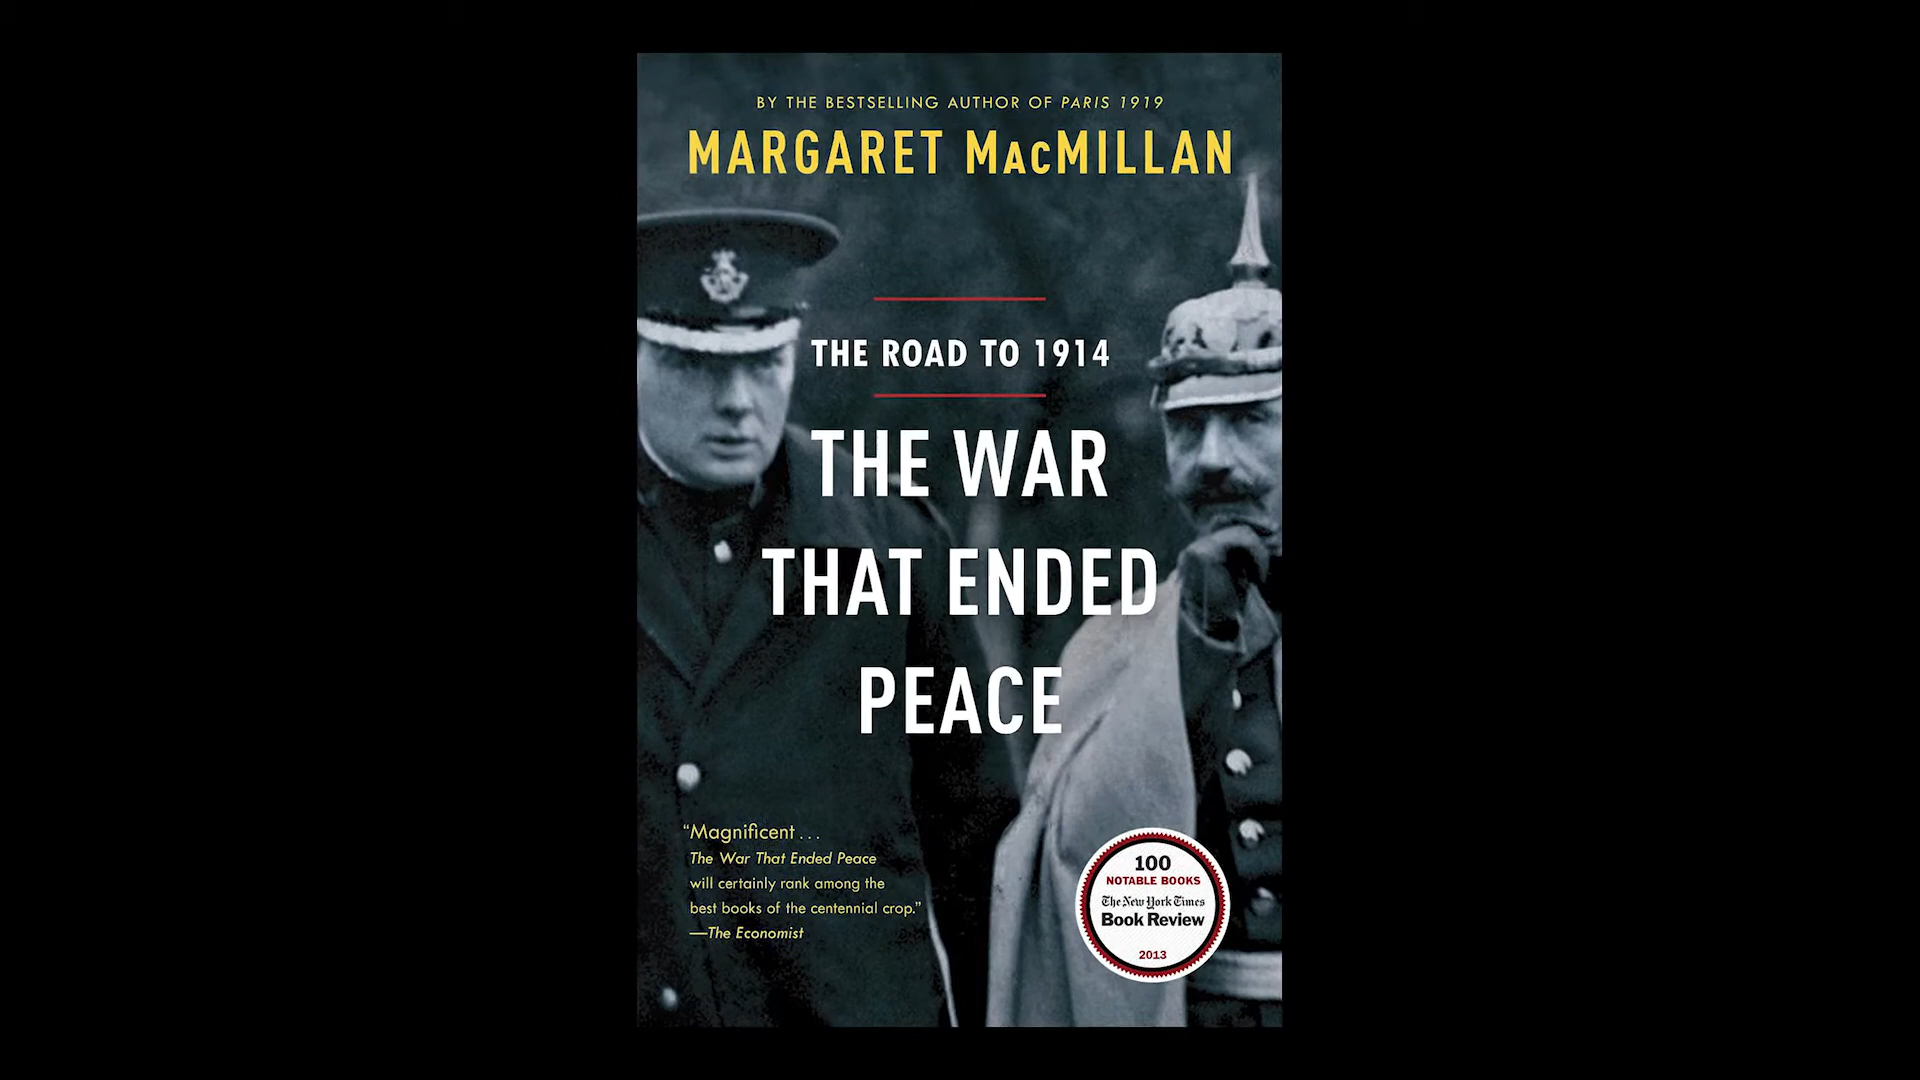 BY THE BESTSELLING AUTHOR OF PARIS 1919
MARGARET MACMILLAN
THE ROAD TO 1914
THE WAR
THAT ENDED
PEACE
“Magnificent . . .
The War That Ended Peace
will certainly rank among the
best books of the centennial crop.”
—The Economist
100
NOTABLE BOOKS
The New York Times
Book Review
2013